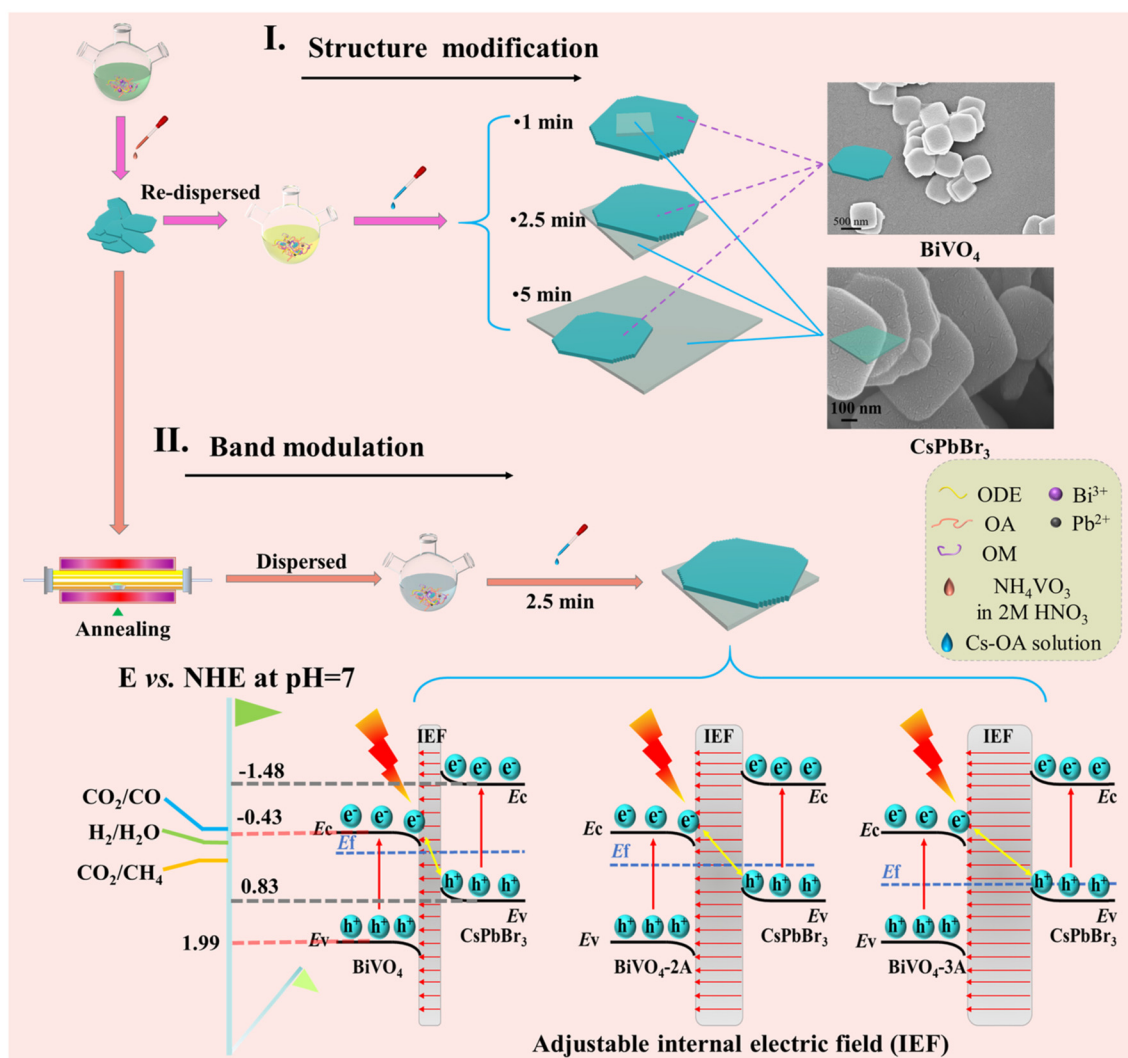 I. Structure modification
•1 min
Re-dispersed
•2.5 min
500 nm
BiVO₄
•5 min
100 nm
CsPbBr₃
II. Band modulation
ODE
Bi³⁺
OA
Pb²⁺
OM
NH₄VO₃
in 2M HNO₃
Cs-OA solution
Dispersed
2.5 min
Annealing
E vs. NHE at pH=7
-1.48
-0.43
0.83
1.99
CO₂/CO
H₂/H₂O
CO₂/CH₄
IEF
e⁻ e⁻ e⁻
Ec
e⁻ e⁻ e⁻
Ec
Ef
h⁺ h⁺ h⁺
Ev
CsPbBr₃
h⁺ h⁺ h⁺
Ev
BiVO₄
IEF
e⁻ e⁻ e⁻
Ec
e⁻ e⁻ e⁻
Ec
Ef
h⁺ h⁺ h⁺
Ev
CsPbBr₃
h⁺ h⁺ h⁺
Ev
BiVO₄-2A
IEF
e⁻ e⁻ e⁻
Ec
e⁻ e⁻ e⁻
Ec
Ef
h⁺ h⁺ h⁺
Ev
CsPbBr₃
h⁺ h⁺ h⁺
Ev
BiVO₄-3A
Adjustable internal electric field (IEF)